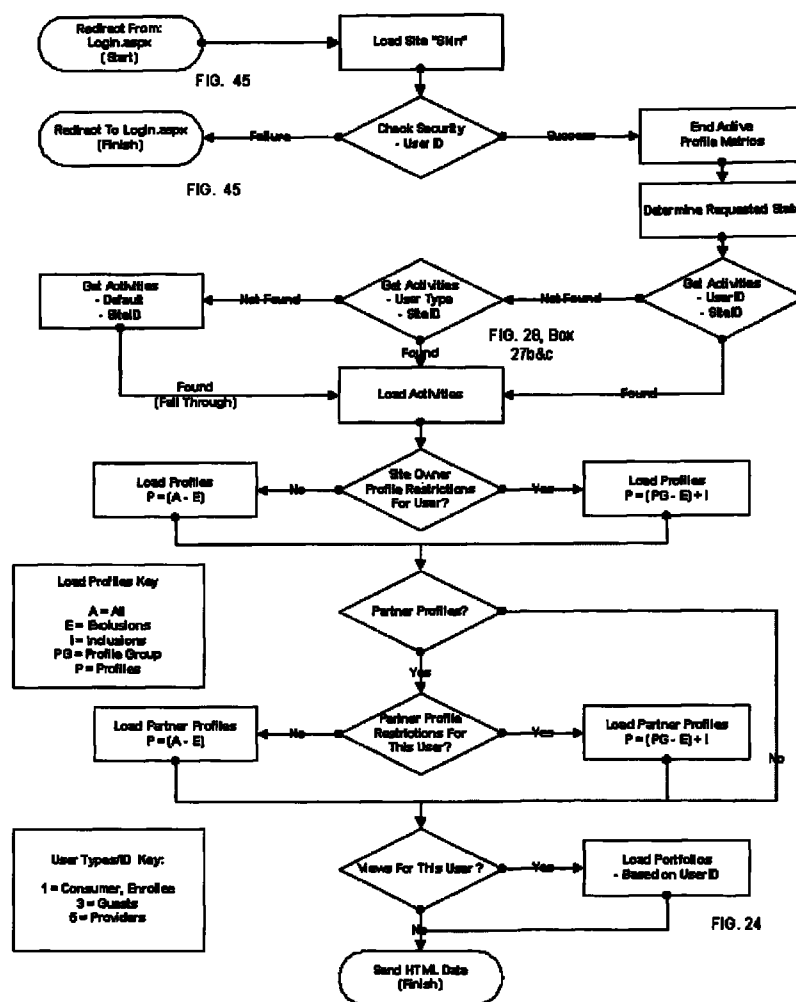 Redirect From:
Login.aspx
(Start)
Load Site "Skin"
FIG. 45
Redirect To Login.aspx
(Finish)
Failure
Check Security
- User ID
Success
End Active
Profile Metrics
FIG. 45
Determine Requested State
Get Activities
- Default
- SiteID
Not Found
Get Activities
- User Type
- SiteID
Not Found
Get Activities
- UserID
- SiteID
FIG. 28, Box
27b&c
Found
Found
(Fall Through)
Load Activities
Found
Load Profiles
P = (A - E)
No
Site Owner
Profile Restrictions
For User?
Yes
Load Profiles
P = (PG - E) + I
Load Profiles Key
A = All
E = Exclusions
I = Inclusions
PG = Profile Group
P = Profiles
Partner Profiles?
Yes
Load Partner Profiles
P = (A - E)
No
Partner Profile
Restrictions For
This User?
Yes
Load Partner Profiles
P = (PG - E) + I
No
User Types/ID Key:
1 = Consumer, Enrollee
3 = Guests
5 = Providers
Views For This User?
Yes
Load Portfolios
- Based on UserID
No
FIG. 24
Send HTML Data
(Finish)